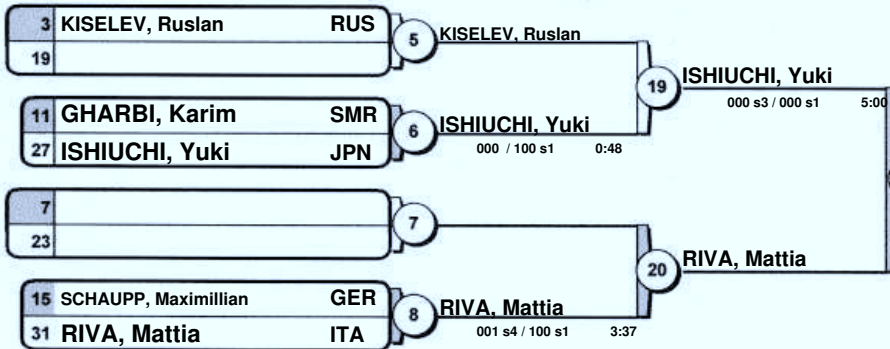 3 KISELEV, Ruslan RUS
19
5 KISELEV, Ruslan
11 GHARBI, Karim SMR
27 ISHIUCHI, Yuki JPN
6 ISHIUCHI, Yuki
000 / 100 s1 0:48
19 ISHIUCHI, Yuki
000 s3 / 000 s1 5:00
7
23
7
15 SCHAUPP, Maximillian GER
31 RIVA, Mattia ITA
8 RIVA, Mattia
001 s4 / 100 s1 3:37
20 RIVA, Mattia